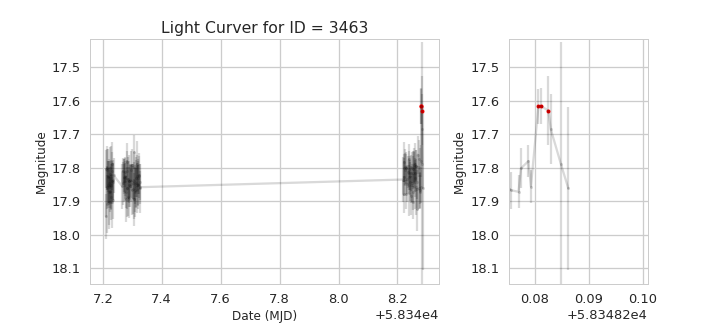 Light Curver for ID = 3463
Magnitude
17.5
17.6
17.7
17.8
17.9
18.0
18.1
7.2 7.4 7.6 7.8 8.0 8.2
Date (MJD)
+5.834e4
Magnitude
17.5
17.6
17.7
17.8
17.9
18.0
18.1
0.08 0.09 0.10
+5.83482e4